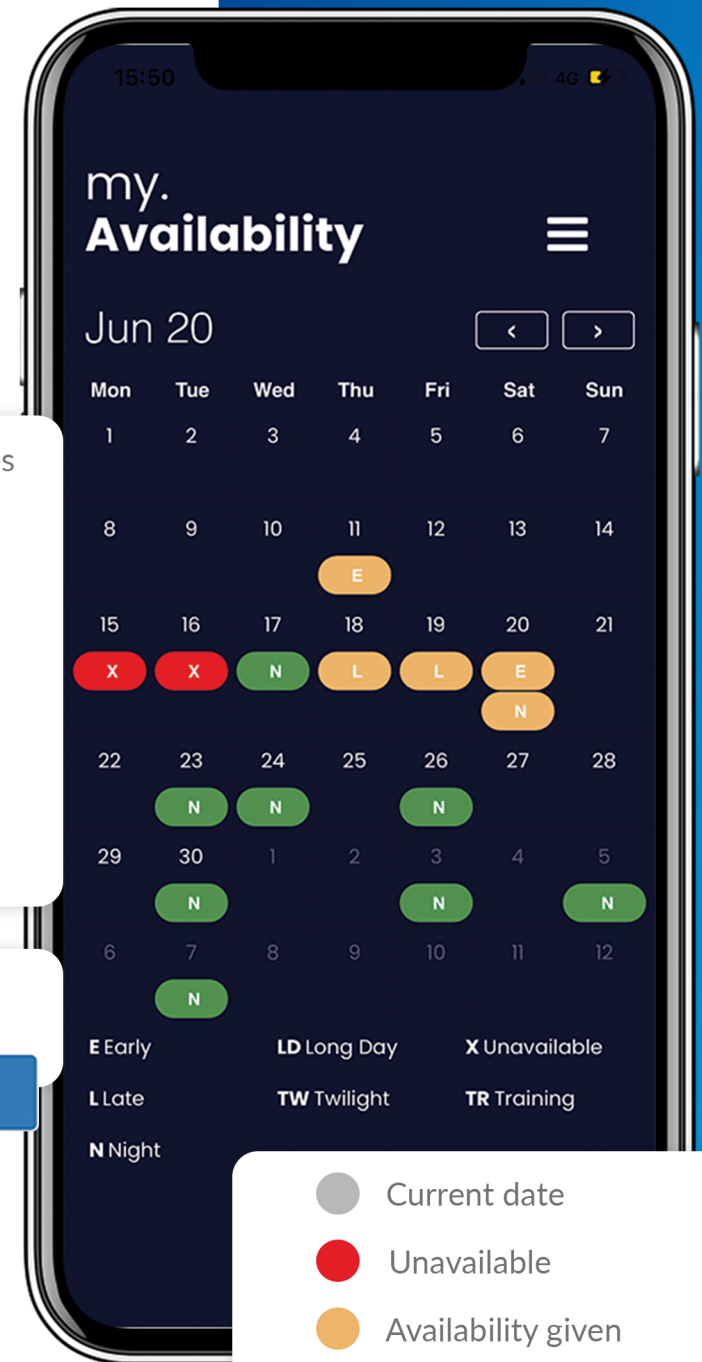 15:50 4G
my.
Availability
Jun 20
‹ ›
Mon Tue Wed Thu Fri Sat Sun
1 2 3 4 5 6 7
8 9 10 11 12 13 14
E
15 16 17 18 19 20 21
X X N L L E
N
22 23 24 25 26 27 28
N N N
29 30 1 2 3 4 5
N N N
6 7 8 9 10 11 12
N
E Early LD Long Day X Unavailable
L Late TW Twilight TR Training
N Night
Current date
Unavailable
Availability given